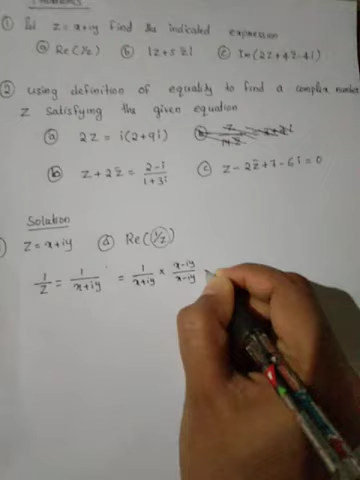 ① Let z = x+iy find the indicated expression
ⓐ Re(1/z) ⓑ |z+5z̄| ⓒ Im(2z+4z̄-4i)
② Using definition of equality to find a complex number
z satisfying the given equation
ⓐ 2z = i(2+9i)
ⓑ z+2z̄ = 2-i/1+3i ⓒ z-2z̄+7-6i=0
Solution
z=x+iy ⓐ Re(1/z)
1/z = 1/x+iy = 1/x+iy × x-iy/x-iy